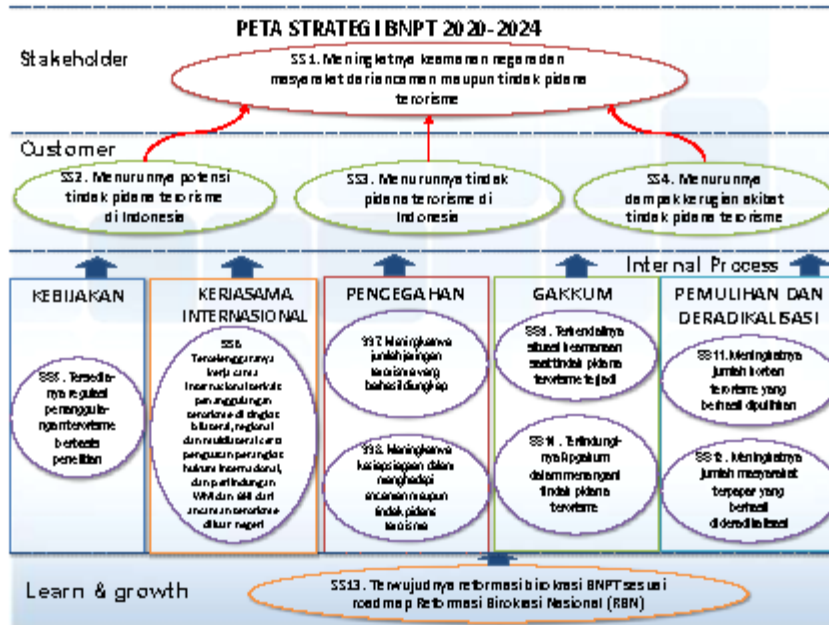 PETA STRATEGI BNPT 2020-2024
Stakeholder
SS1. Meningkatnya keamanan negara dan
masyarakat dari ancaman maupun tindak pidana
terorisme
Customer
SS2. Menurunnya potensi
tindak pidana terorisme
di Indonesia
SS3. Menurunnya tindak
pidana terorisme di
Indonesia
SS4. Menurunnya
dampak kerugian akibat
tindak pidana terorisme
Internal Process
KEBIJAKAN
SS5. Tersedia-
nya regulasi
penanggula-
ngan terorisme
berbasis
penelitian
KERJASAMA
INTERNASIONAL
SS6.
Terselenggaranya
kerja sama
internasional terkait
penanggulangan
terorisme di tingkat
bilateral, regional
dan multilateral
penguatan perangkat
hukum internasional,
dan perlindungan
WNI dan dari
ancaman terorisme
di luar negeri
PENCEGAHAN
SS7. Meningkatnya
jumlah jaringan
terorisme yang
berhasil diungkap
SS8. Meningkatnya
kesiapsiagaan dalam
menghadapi
ancaman maupun
tindak pidana
terorisme
GAKKUM
Terkendalinya
situasi keamanan
saat tindak pidana
terorisme terjadi
Terlindungi-
nya Apgakum
dalam menangani
tindak pidana
terorisme
PEMULIHAN DAN
DERADIKALISASI
SS11. Meningkatnya
jumlah korban
terorisme yang
berhasil dipulihkan
SS12. Meningkatnya
jumlah masyarakat
terpapar yang
berhasil
dideradikalisasi
Learn & growth
SS13. Terwujudnya reformasi birokrasi BNPT sesuai
roadmap Reformasi Birokrasi Nasional (RBN)